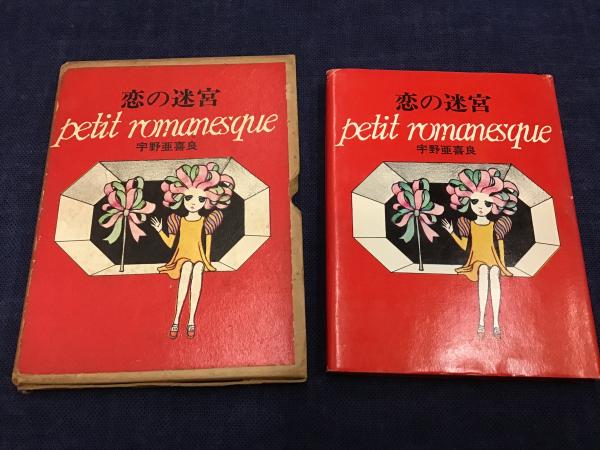 恋の迷宮
petit romanesque
宇野亜喜良
恋の迷宮
petit romanesque
宇野亜喜良